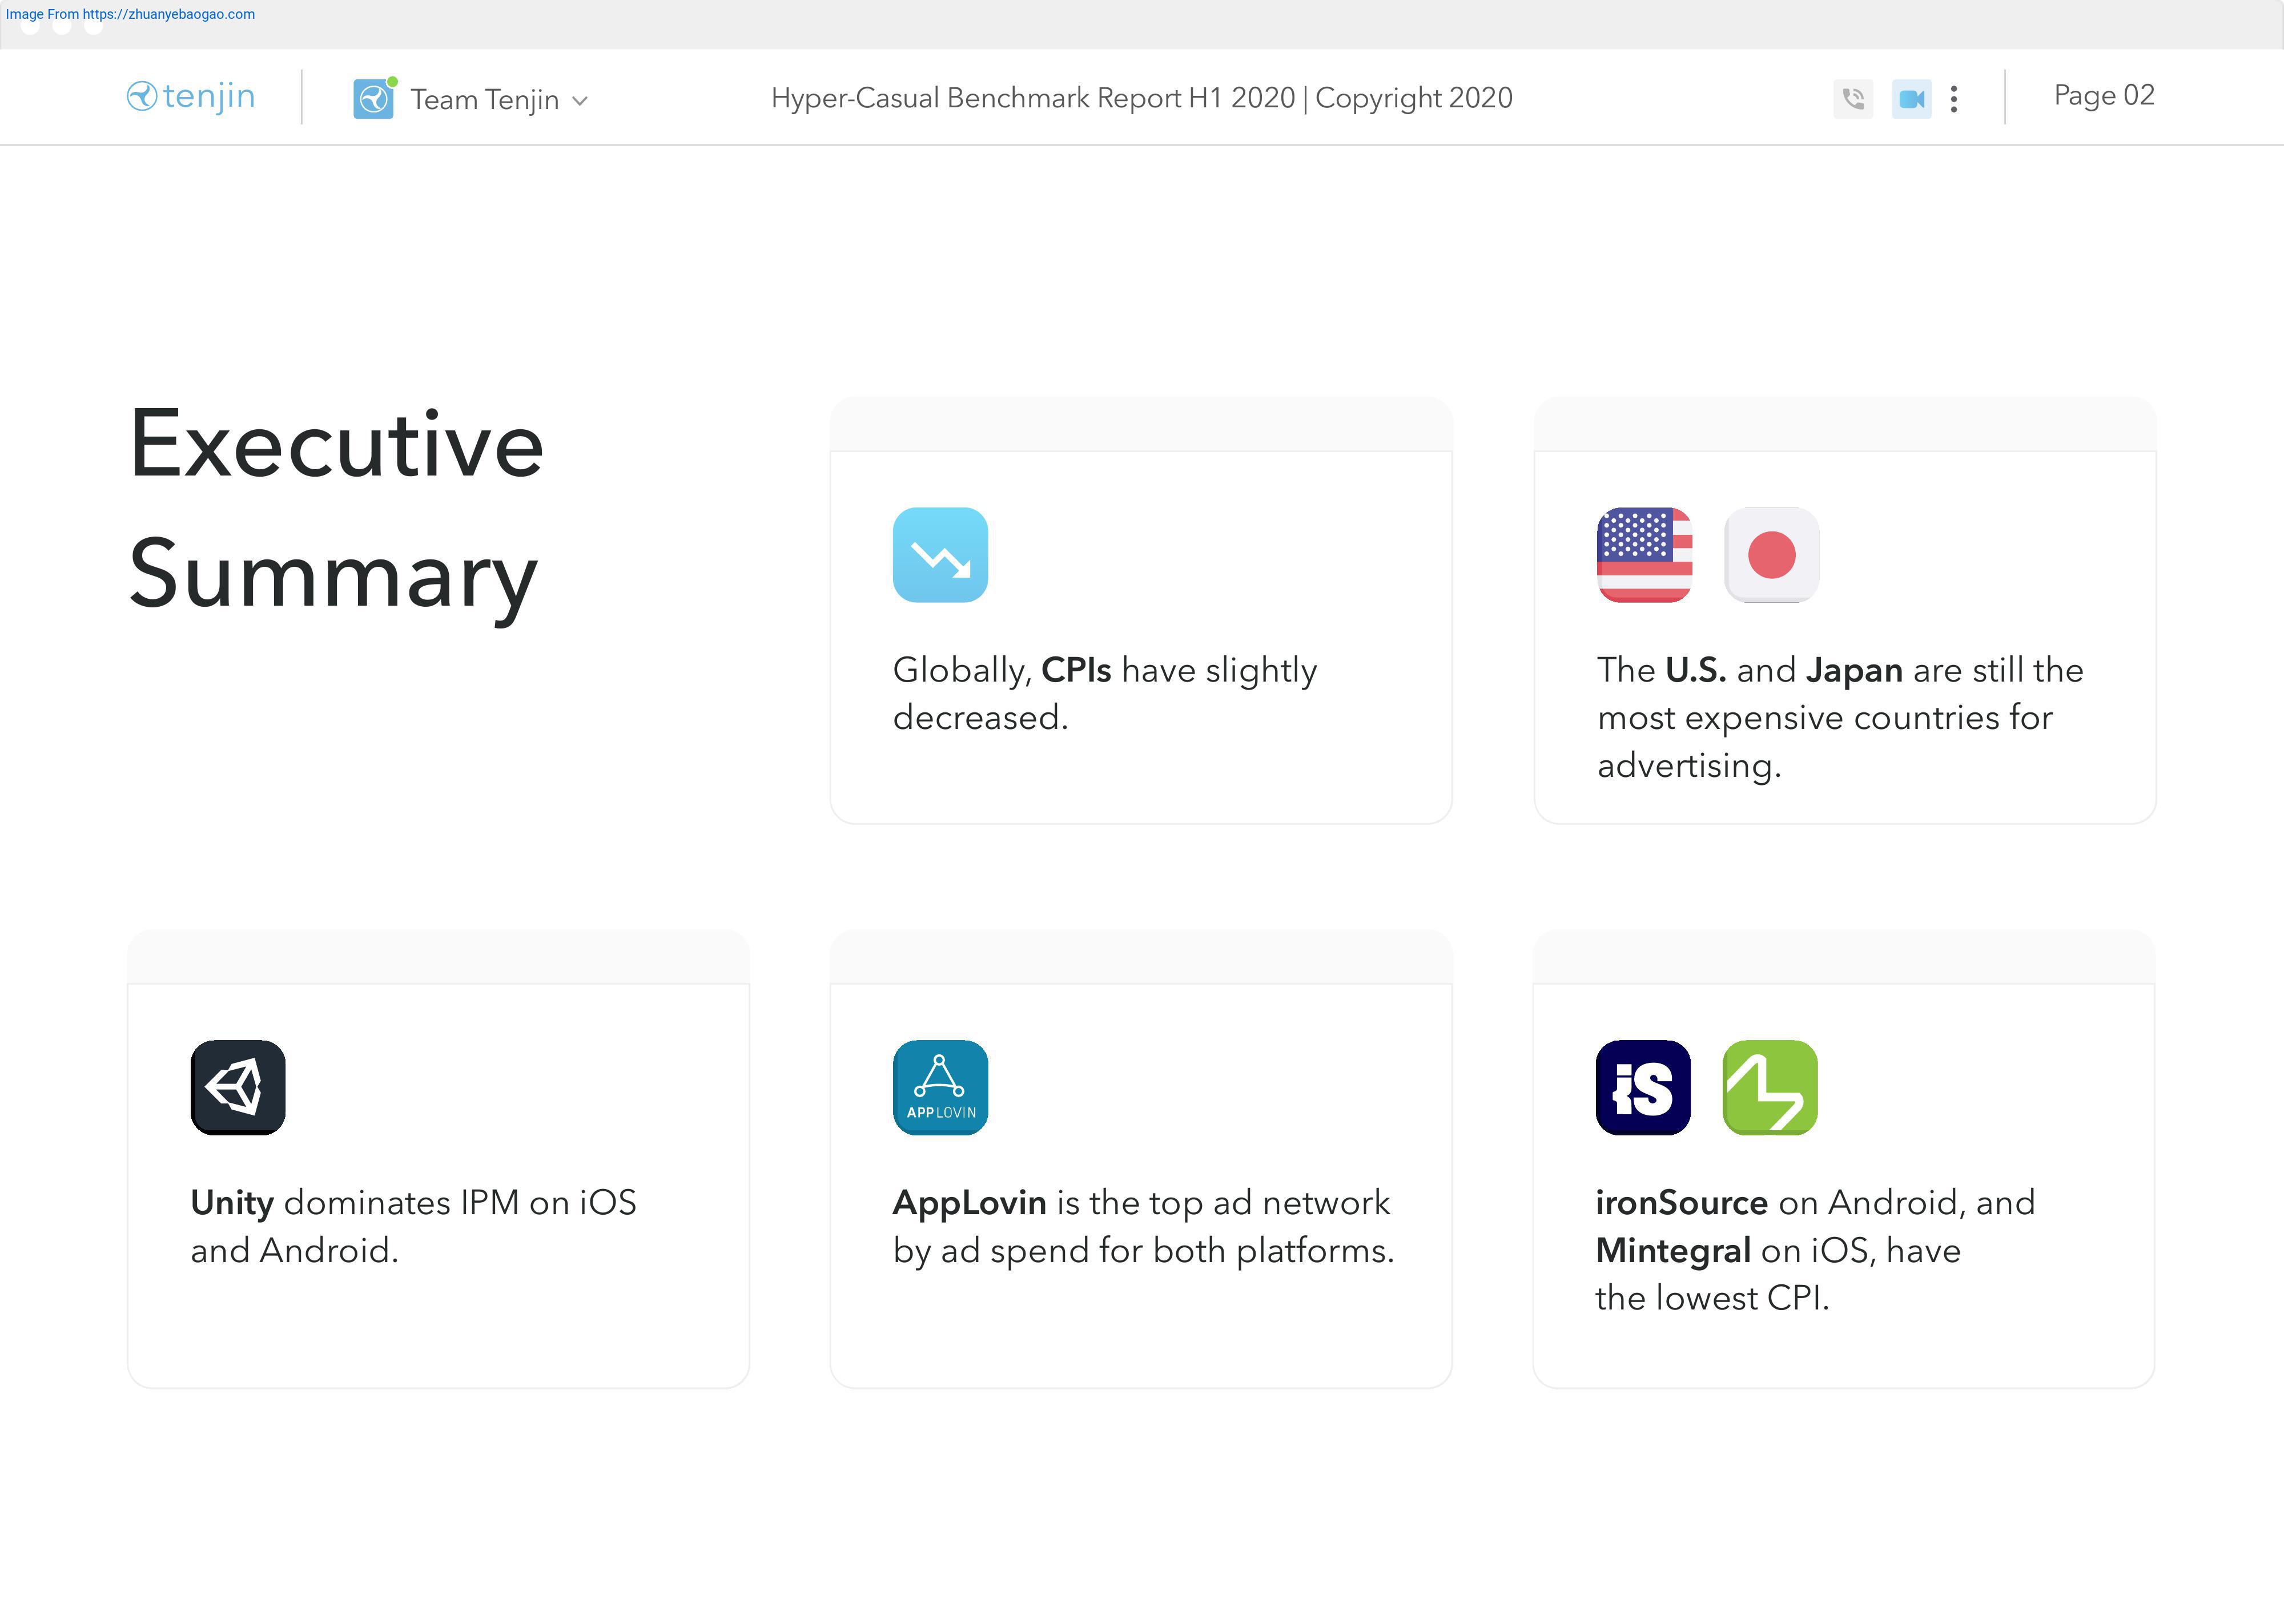 Image From https://zhuanyebaogao.com
tenjin
Team Tenjin
Hyper-Casual Benchmark Report H1 2020 | Copyright 2020
Page 02
Executive
Summary
Globally, CPIs have slightly
decreased.
The U.S. and Japan are still the
most expensive countries for
advertising.
Unity dominates IPM on iOS
and Android.
APPLOVIN
AppLovin is the top ad network
by ad spend for both platforms.
iS
ironSource on Android, and
Mintegral on iOS, have
the lowest CPI.